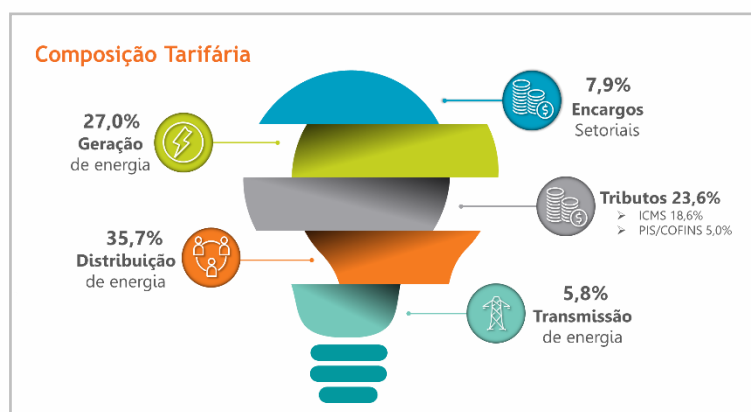 Composição Tarifária
7,9%
Encargos
Setoriais
27,0%
Geração
de energia
Tributos 23,6%
➢ ICMS 18,6%
➢ PIS/COFINS 5,0%
35,7%
Distribuição
de energia
5,8%
Transmissão
de energia